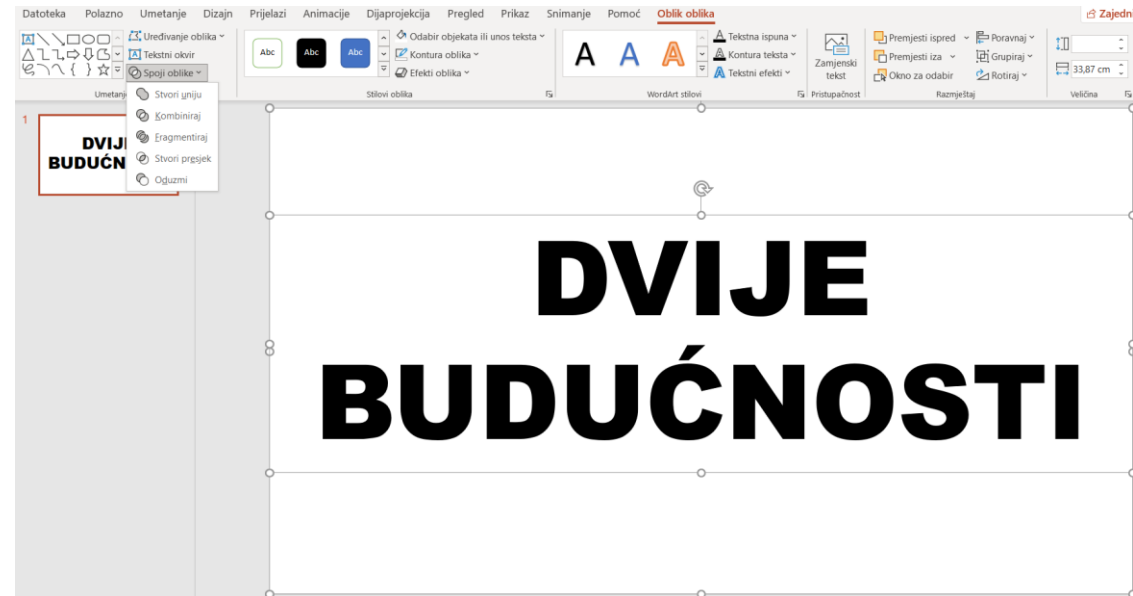 Datoteka Polazno Umetanje Dizajn Prijelazi Animacije Dijaprojekcija Pregled Prikaz Snimanje Pomoć Oblik oblika Zajedni
Uređivanje oblika
Tekstni okvir
Spoji oblike
Abc Abc Abc
Odabir objekata ili unos teksta
Kontura oblika
Efekti oblika
A A A
Tekstna ispuna
Kontura teksta
Tekstni efekti
Zamjenski
tekst
Premjesti ispred
Premjesti iza
Okno za odabir
Poravnaj
Grupiraj
Rotiraj
33,87 cm
Umetanj
Stilovi oblika
WordArt stilovi
Pristupačnost
Razmještaj
Veličina
Stvori uniju
Kombiniraj
Fragmentiraj
Stvori presjek
Oduzmi
1
DVIJE
BUDUĆNOSTI